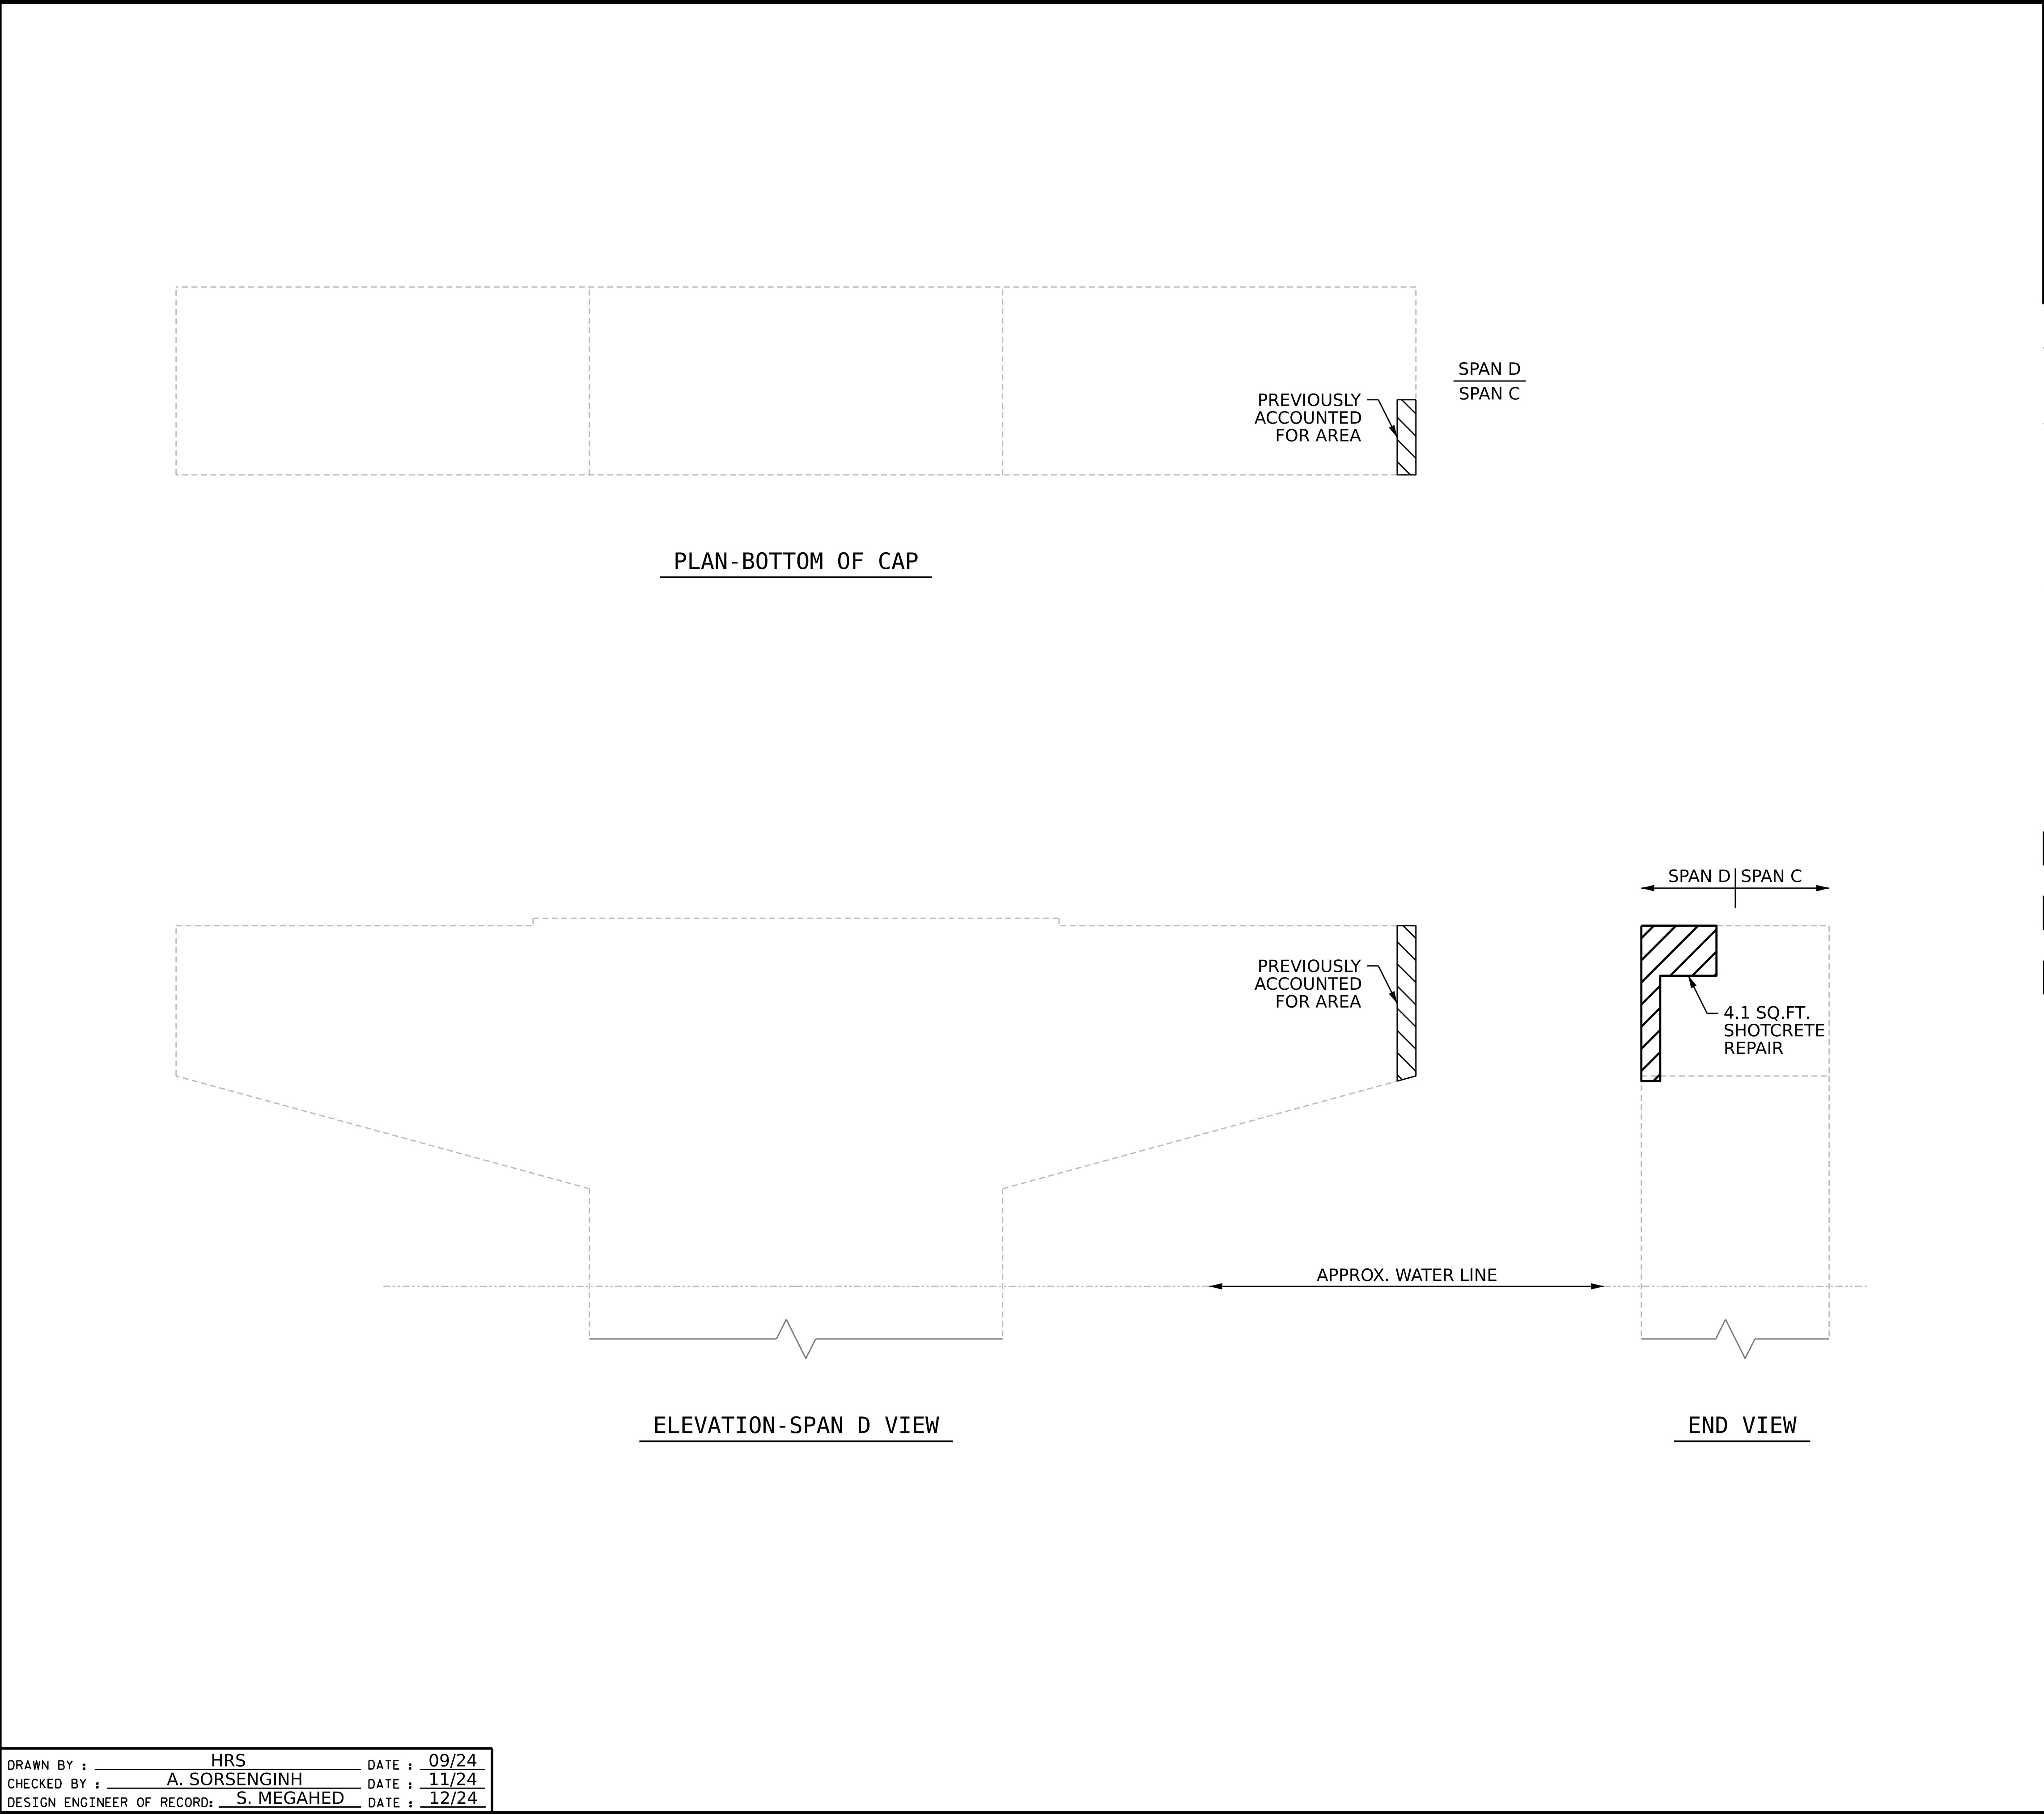 SPAN D
SPAN C
PREVIOUSLY
ACCOUNTED
FOR AREA
PLAN-BOTTOM OF CAP
SPAN D SPAN C
PREVIOUSLY
ACCOUNTED
FOR AREA
4.1 SQ.FT.
SHOTCRETE
REPAIR
APPROX. WATER LINE
ELEVATION-SPAN D VIEW
END VIEW
DRAWN BY : HRS DATE : 09/24
CHECKED BY : A. SORSENGINH DATE : 11/24
DESIGN ENGINEER OF RECORD: S. MEGAHED DATE : 12/24